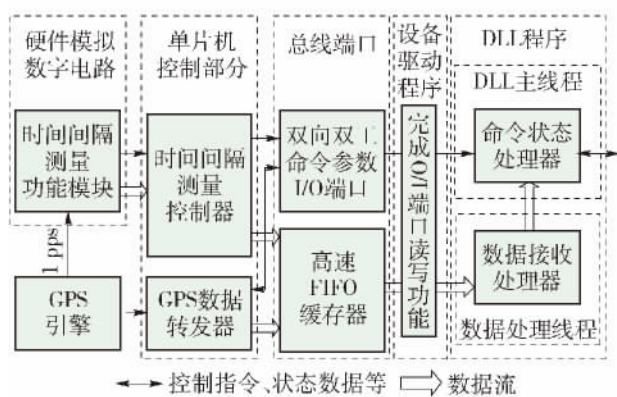 硬件模拟
数字电路
单片机
控制部分
总线端口
设备
驱动
程序
DLL程序
DLL主线程
时间间隔
测量
功能模块
时间间隔
测量
控制器
双向双工
命令参数
I/O端口
完成I/O端口读写功能
命令状态
处理器
1 pps
GPS
引擎
GPS数据
转发器
高速
FIFO
缓存器
数据接收
处理器
数据处理线程
控制指令、状态数据等
数据流